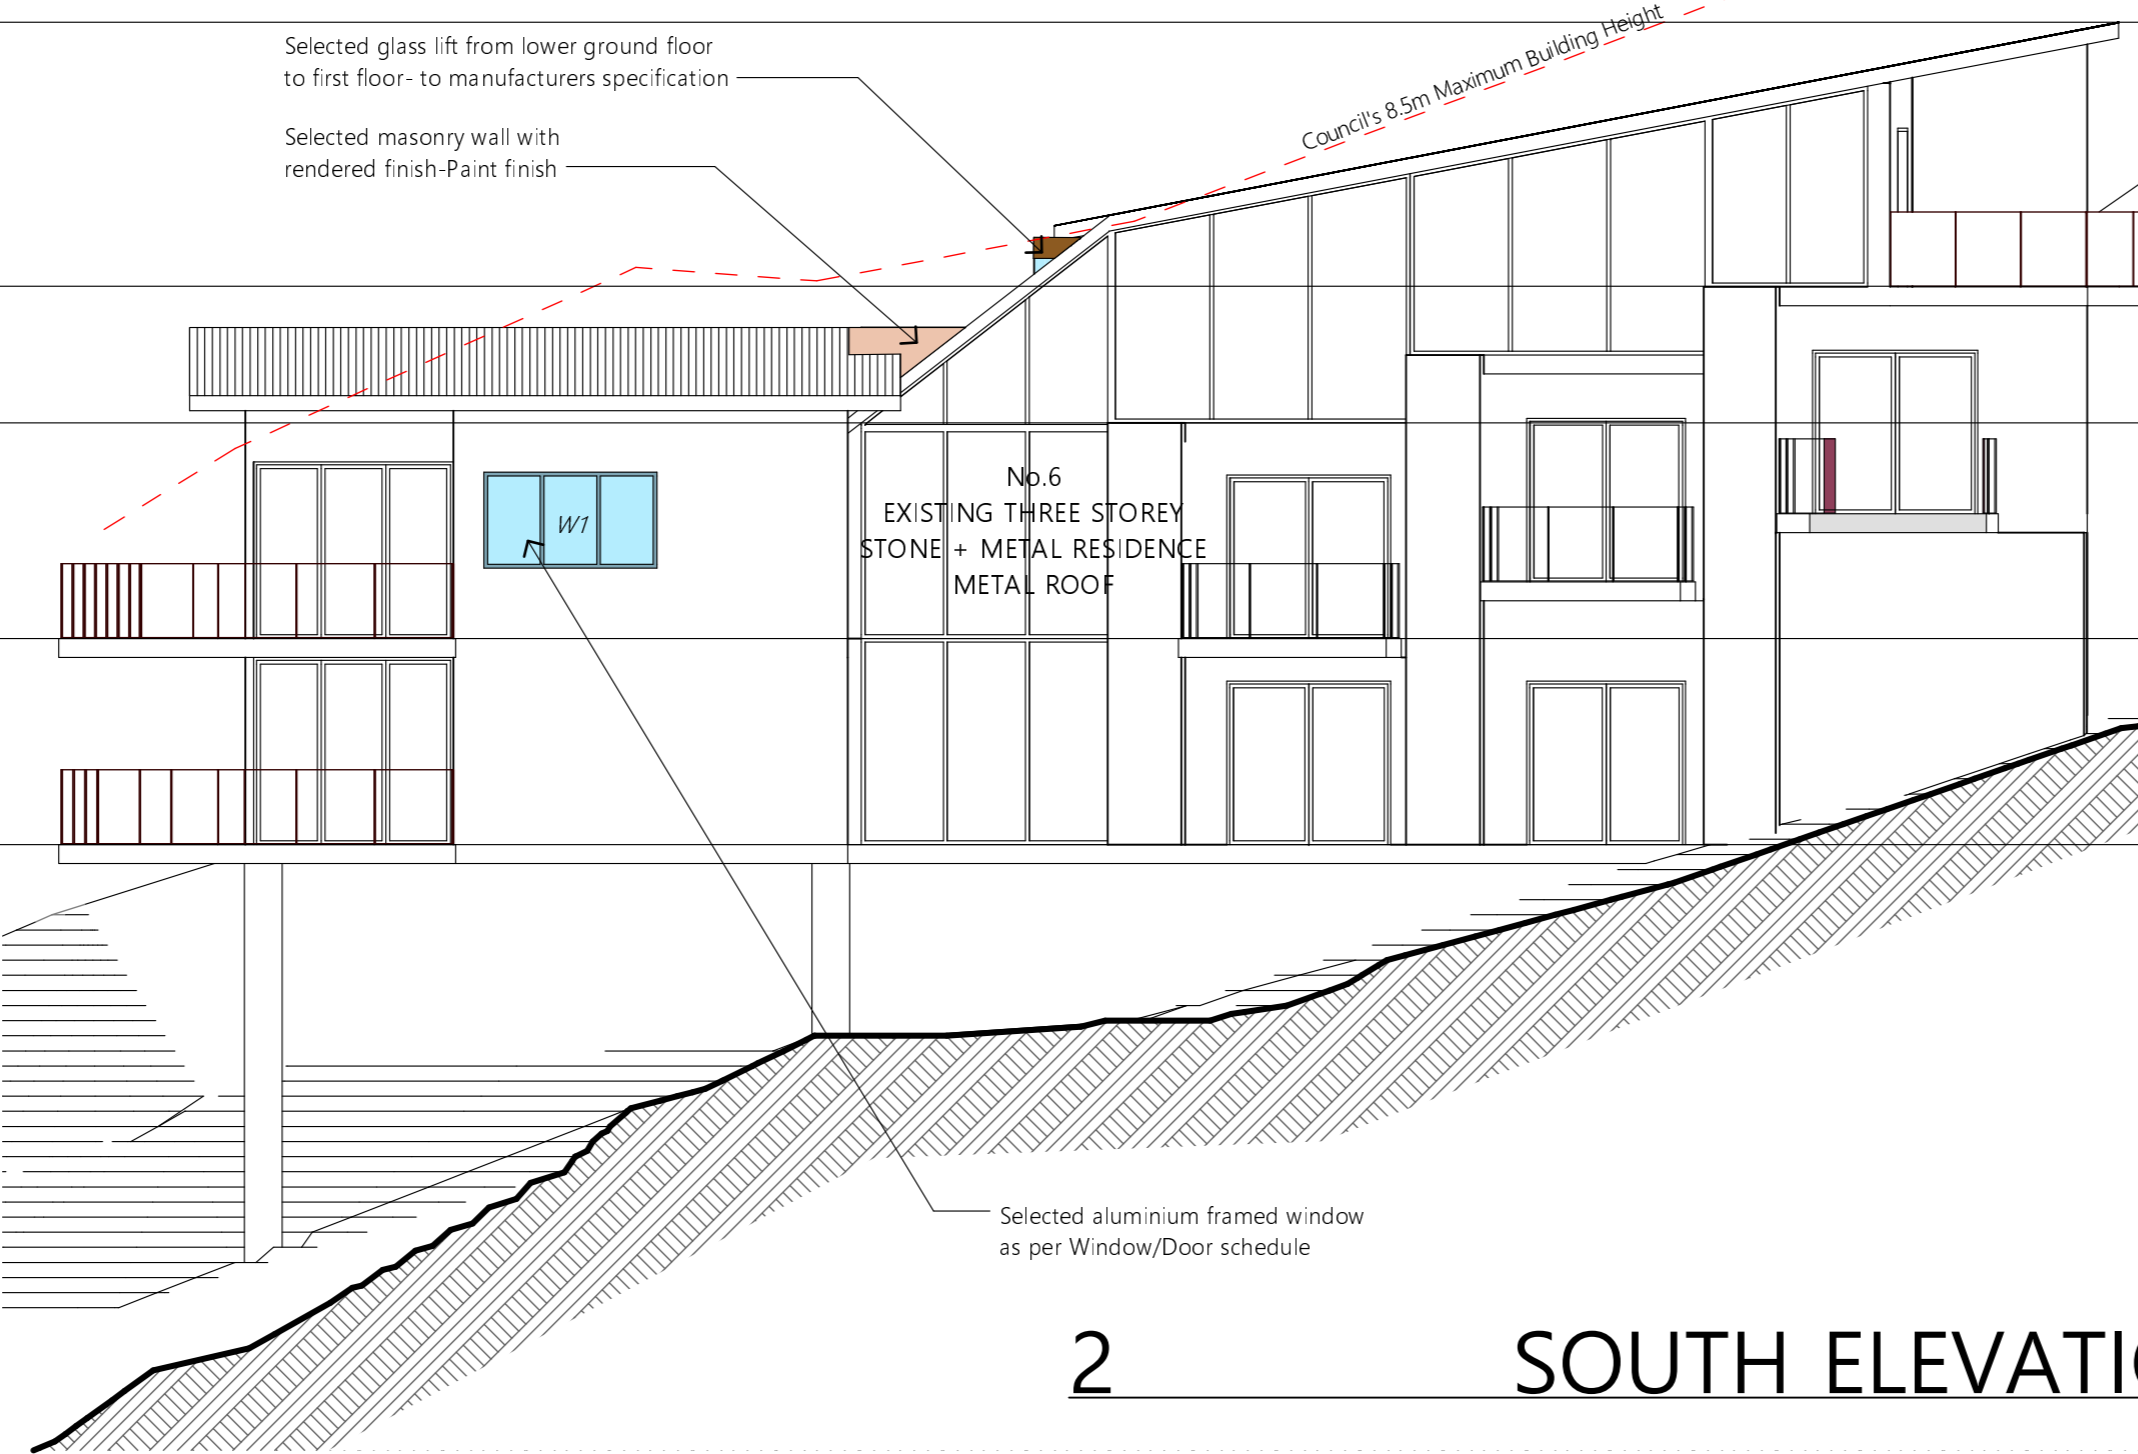 Selected glass lift from lower ground floor
to first floor- to manufacturers specification
Selected masonry wall with
rendered finish-Paint finish
Council's 8.5m Maximum Building Height
W1
No.6
EXISTING THREE STOREY
STONE + METAL RESIDENCE
METAL ROOF
Selected aluminium framed window
as per Window/Door schedule
2
SOUTH